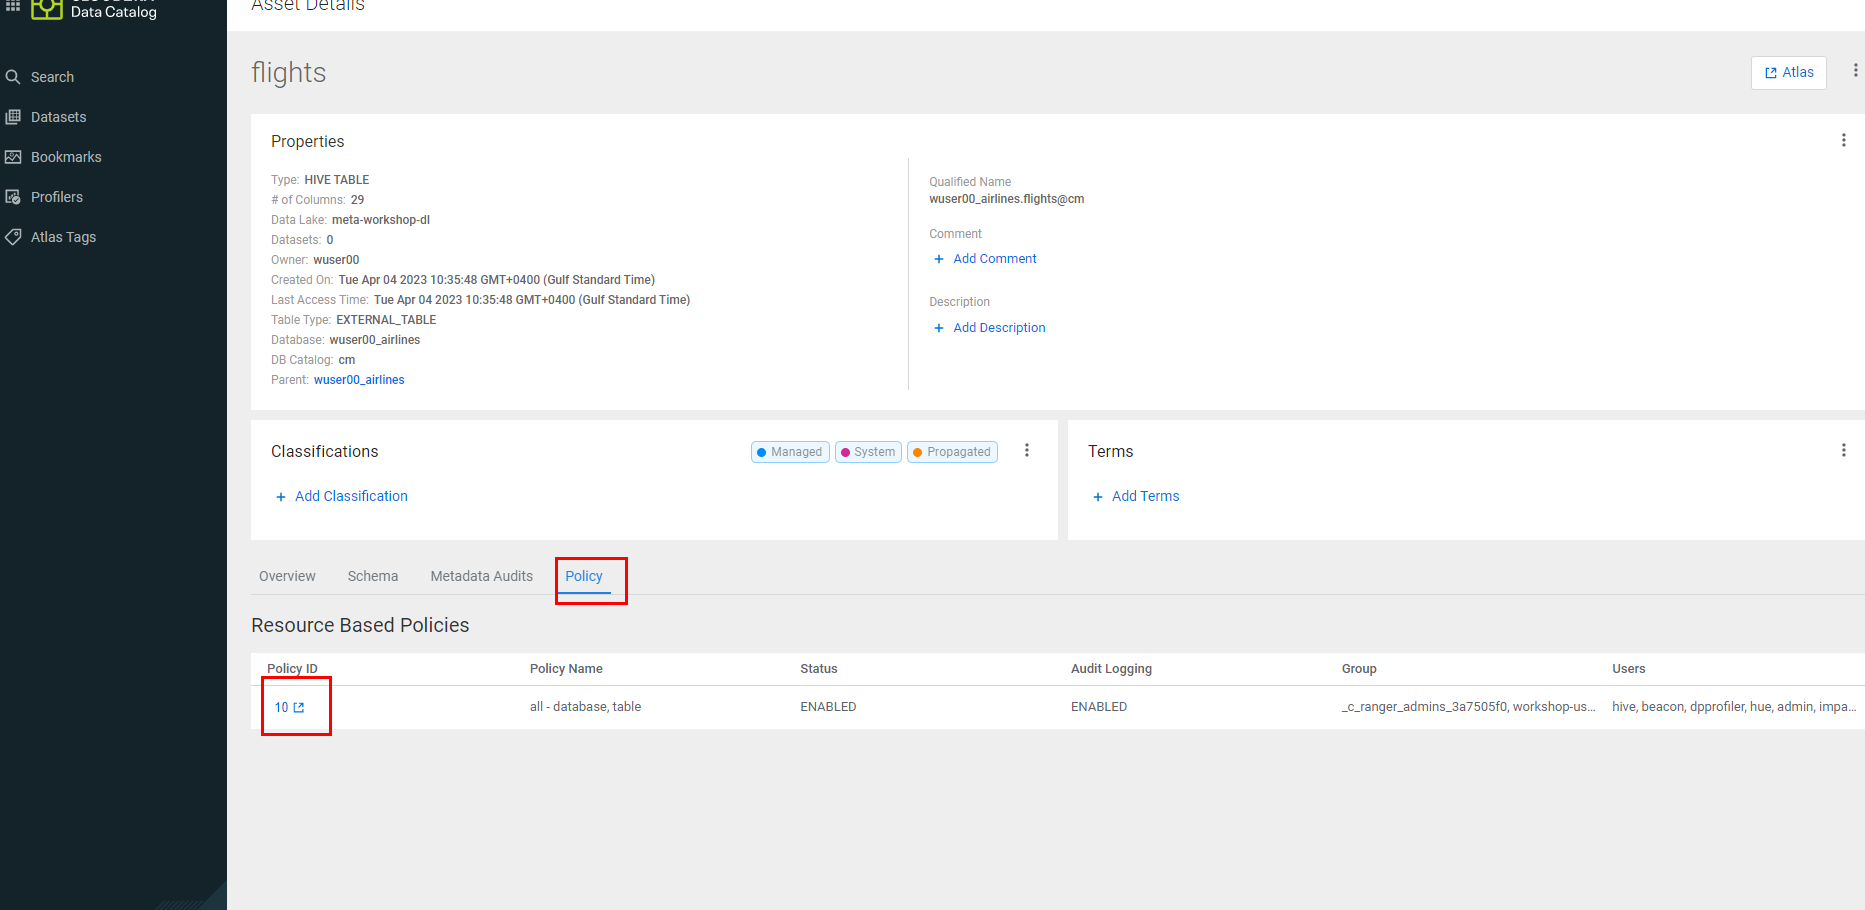 Data Catalog
Asset Details
Search
Datasets
Bookmarks
Profilers
Atlas Tags
flights
Atlas
Properties
Type: HIVE TABLE
# of Columns: 29
Data Lake: meta-workshop-dl
Datasets: 0
Owner: wuser00
Created On: Tue Apr 04 2023 10:35:48 GMT+0400 (Gulf Standard Time)
Last Access Time: Tue Apr 04 2023 10:35:48 GMT+0400 (Gulf Standard Time)
Table Type: EXTERNAL_TABLE
Database: wuser00_airlines
DB Catalog: cm
Parent: wuser00_airlines
Qualified Name
wuser00_airlines.flights@cm
Comment
+ Add Comment
Description
+ Add Description
Classifications
Managed System Propagated
+ Add Classification
Terms
+ Add Terms
Overview Schema Metadata Audits Policy
Resource Based Policies
Policy ID Policy Name Status Audit Logging Group Users
10 all - database, table ENABLED ENABLED _c_ranger_admins_3a7505f0, workshop-us... hive, beacon, dpprofiler, hue, admin, impa...